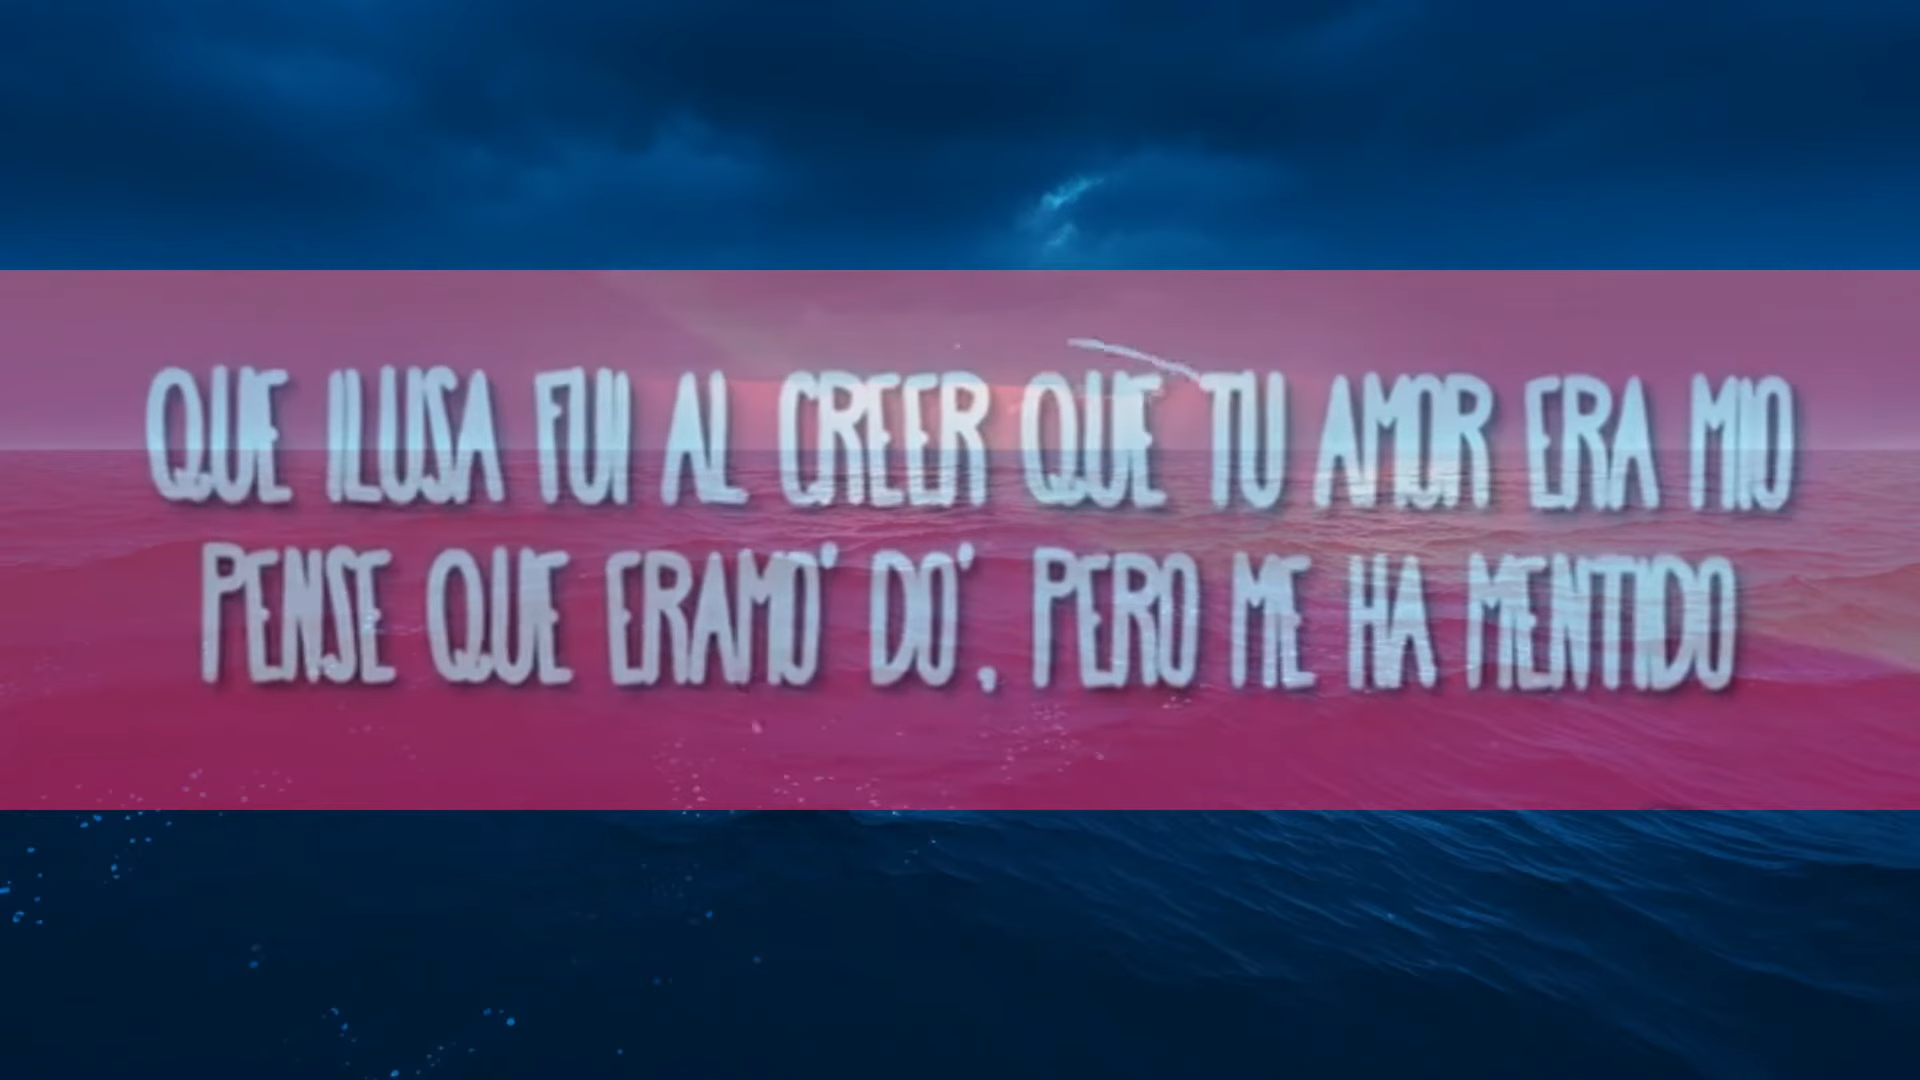 QUE ILUSA FUI AL CREER QUE TU AMOR ERA MIO
PENSE QUE ERAMO' DO', PERO ME HA MENTIDO